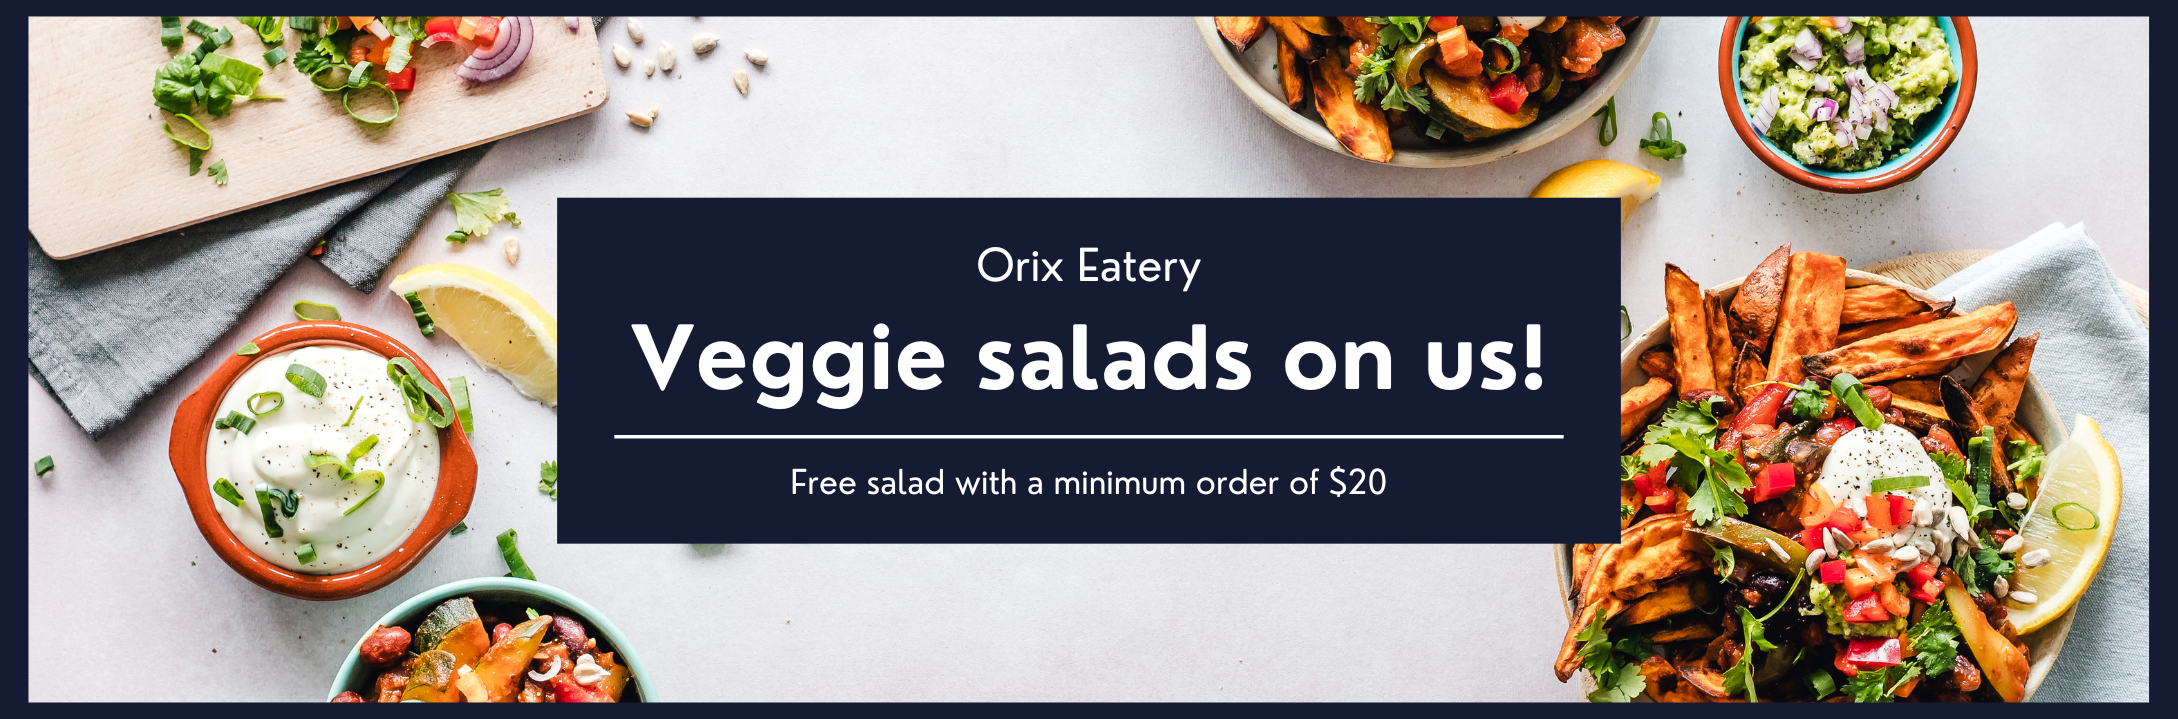 Orix Eatery
Veggie salads on us!
Free salad with a minimum order of $20